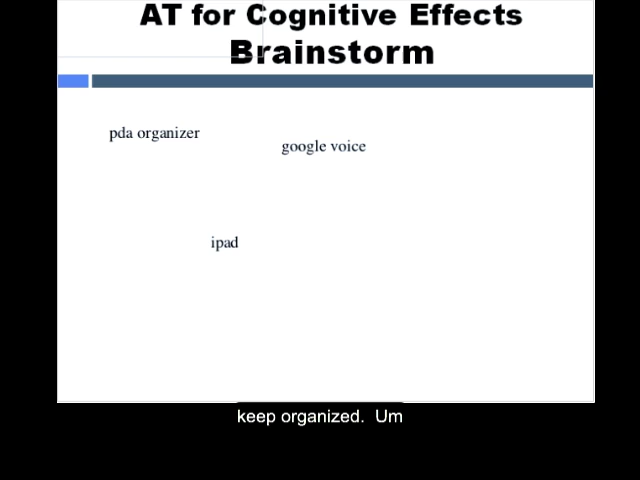 AT for Cognitive Effects
Brainstorm
pda organizer
google voice
ipad
keep organized.  Um